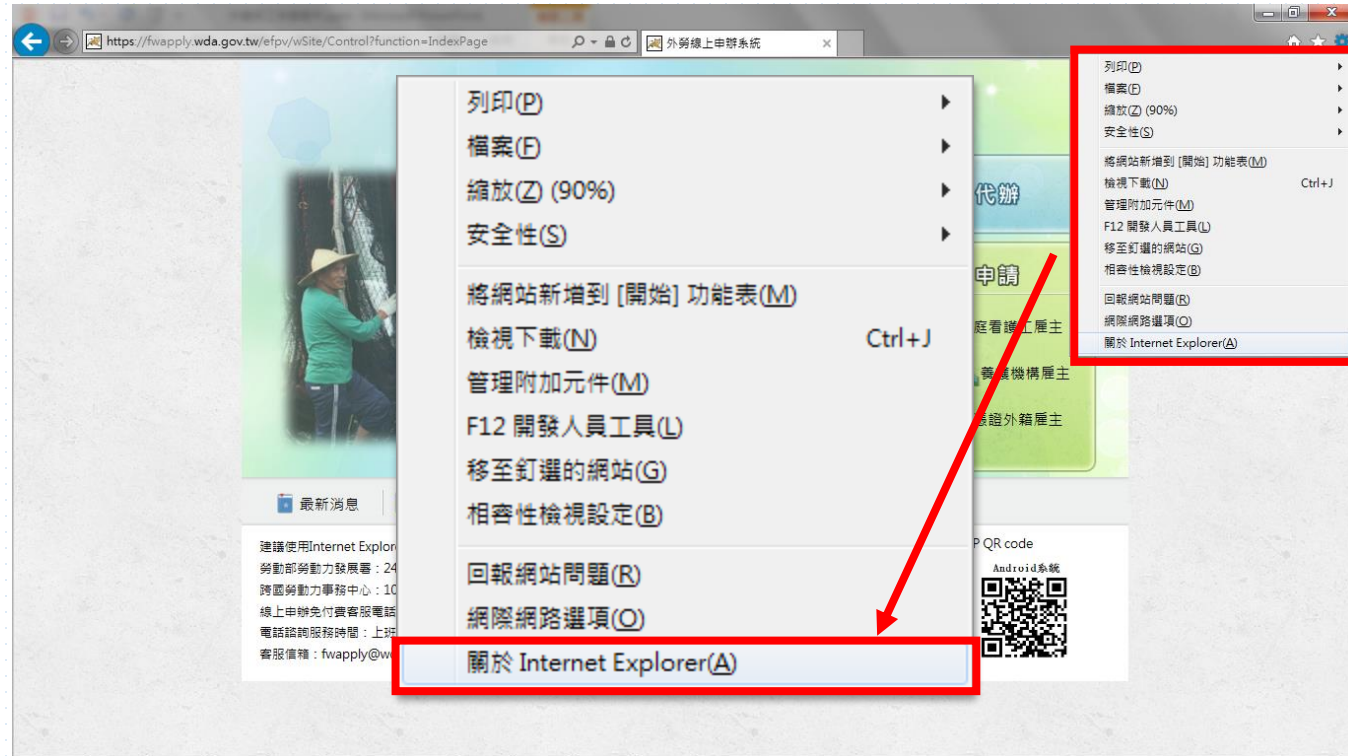 https://fwapply.wda.gov.tw/efpv/wSite/Control?function=IndexPage
外勞線上申辦系統
列印(P)
檔案(F)
縮放(Z) (90%)
安全性(S)
將網站新增到 [開始] 功能表(M)
檢視下載(N) Ctrl+J
管理附加元件(M)
F12 開發人員工具(L)
移至釘選的網站(G)
相容性檢視設定(B)
回報網站問題(R)
網際網路選項(O)
關於 Internet Explorer(A)
列印(P)
檔案(F)
縮放(Z) (90%)
安全性(S)
將網站新增到 [開始] 功能表(M)
檢視下載(N) Ctrl+J
管理附加元件(M)
F12 開發人員工具(L)
移至釘選的網站(G)
相容性檢視設定(B)
回報網站問題(R)
網際網路選項(O)
關於 Internet Explorer(A)
代辦
申請
庭看護工雇主
養護機構雇主
證外籍雇主
最新消息
建議使用Internet Explor
勞動部勞動力發展署：24
跨國勞動力事務中心：10
線上申辦免付費客服電話
電話諮詢服務時間：上班
客服信箱：fwapply@w
P QR code
Android系統